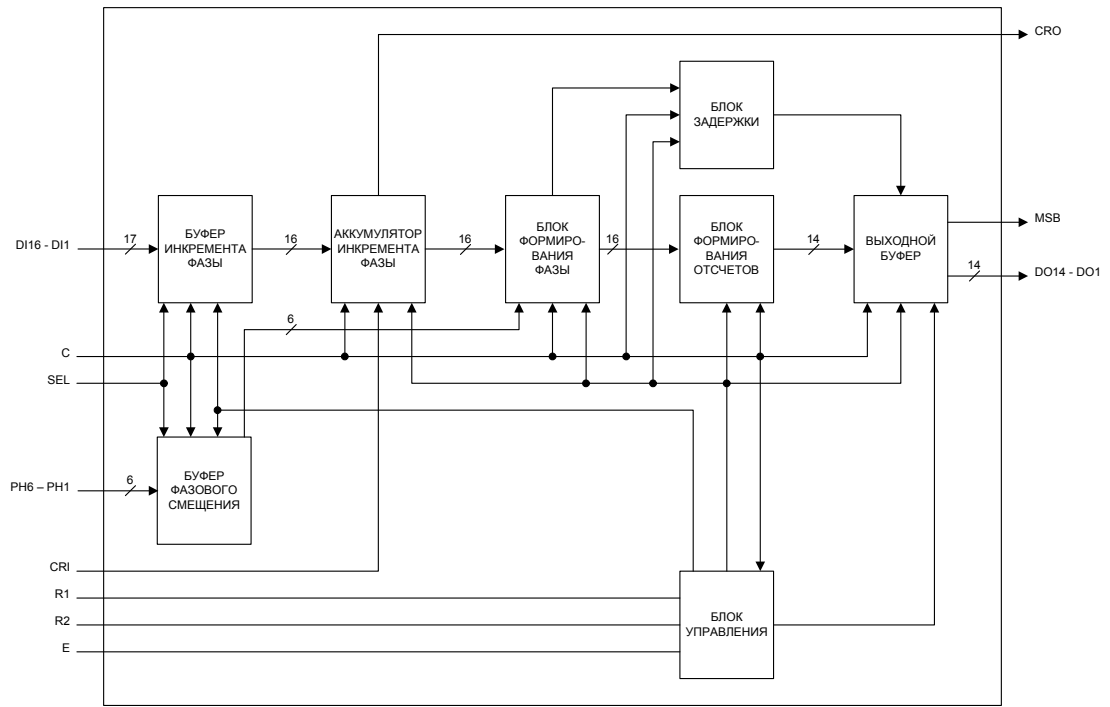 CRO
БЛОК
ЗАДЕРЖКИ
DI16 - DI1
17
БУФЕР
ИНКРЕМЕНТА
ФАЗЫ
16
АККУМУЛЯТОР
ИНКРЕМЕНТА
ФАЗЫ
16
БЛОК
ФОРМИРО-
ВАНИЯ
ФАЗЫ
16
БЛОК
ФОРМИРО-
ВАНИЯ
ОТСЧЕТОВ
14
ВЫХОДНОЙ
БУФЕР
MSB
14
DO14 - DO1
6
C
SEL
PH6 – PH1
6
БУФЕР
ФАЗОВОГО
СМЕЩЕНИЯ
CRI
R1
R2
E
БЛОК
УПРАВЛЕНИЯ